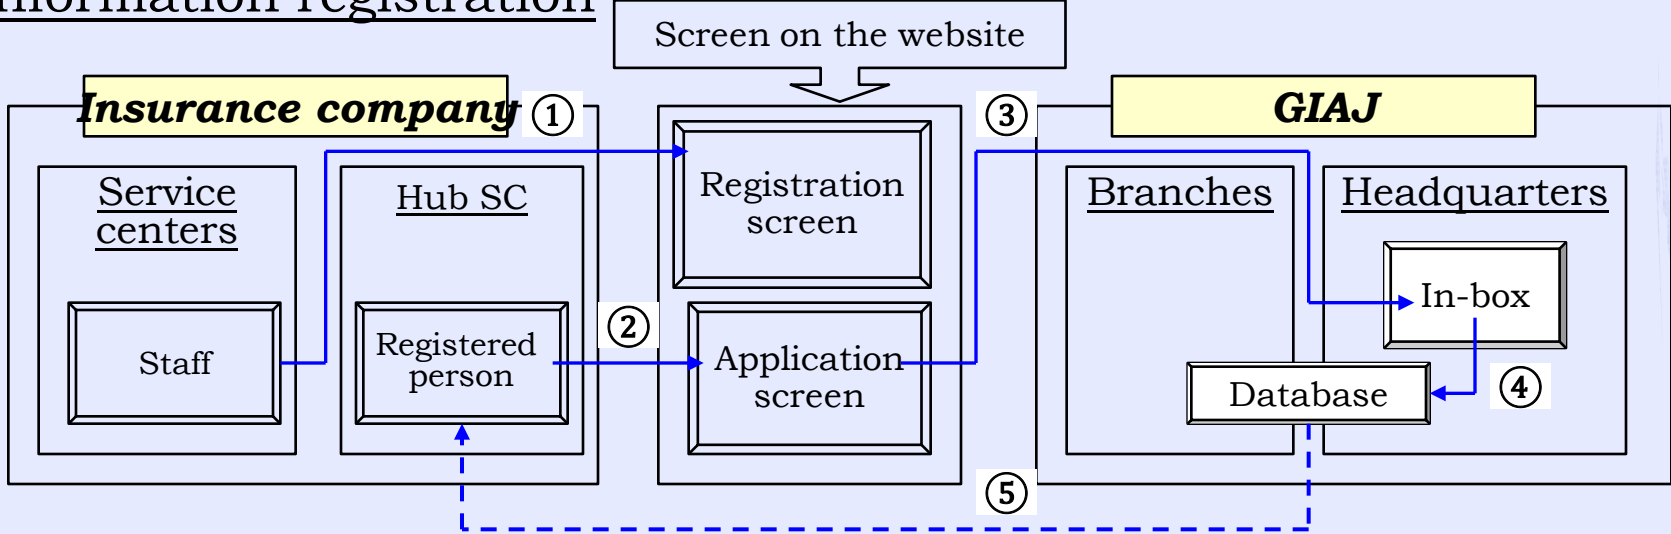 registration
Screen on the website
Insurance company
①
③
GIAJ
Service
centers
Hub SC
Registration
screen
Branches
Headquarters
In-box
②
Staff
Registered
person
Application
screen
Database
④
⑤